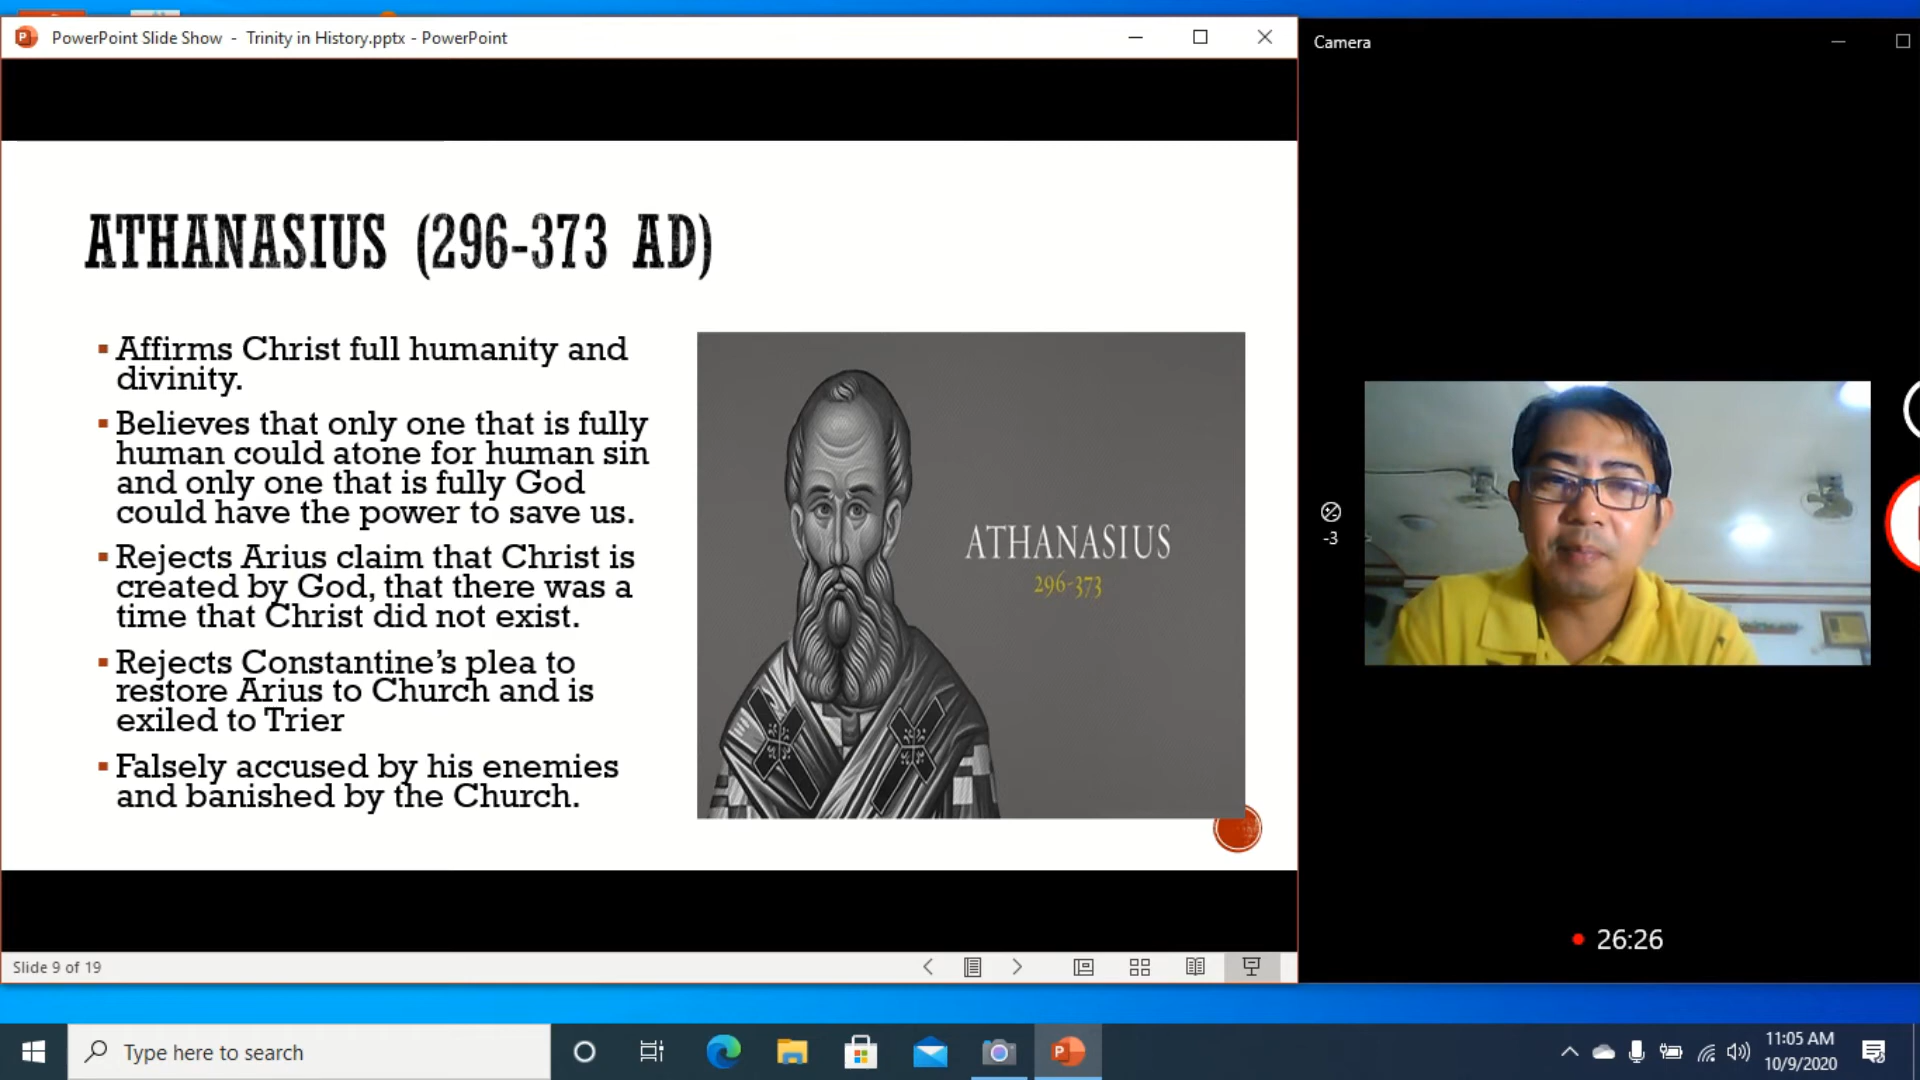 PowerPoint Slide Show - Trinity in History.pptx - PowerPoint
Camera
ATHANASIUS (296-373 AD)
Affirms Christ full humanity and
divinity.
Believes that only one that is fully
human could atone for human sin
and only one that is fully God
could have the power to save us.
Rejects Arius claim that Christ is
created by God, that there was a
time that Christ did not exist.
Rejects Constantine's plea to
restore Arius to Church and is
exiled to Trier
Falsely accused by his enemies
and banished by the Church.
ATHANASIUS
296-373
-3
26:26
Slide 9 of 19
Type here to search
11:05 AM
10/9/2020